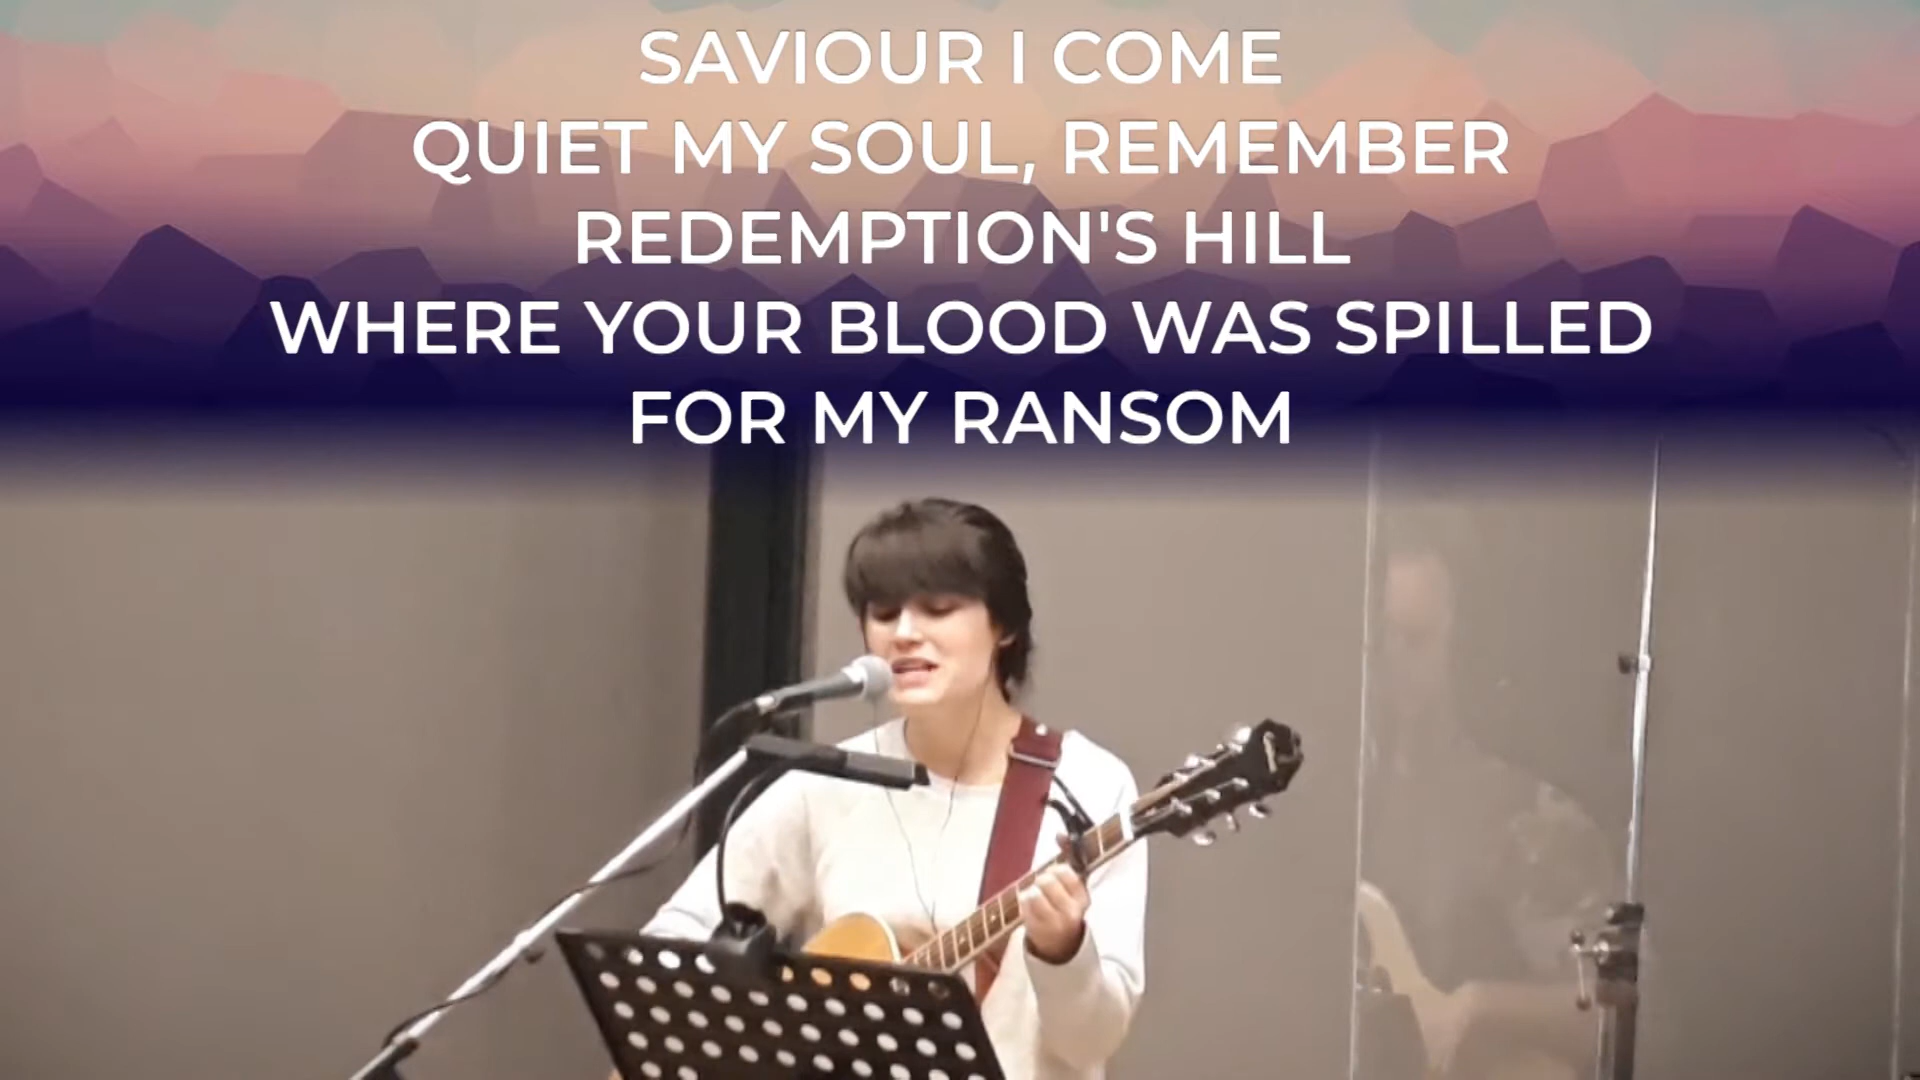 SAVIOUR I COME
QUIET MY SOUL, REMEMBER
REDEMPTION'S HILL
WHERE YOUR BLOOD WAS SPILLED
FOR MY RANSOM